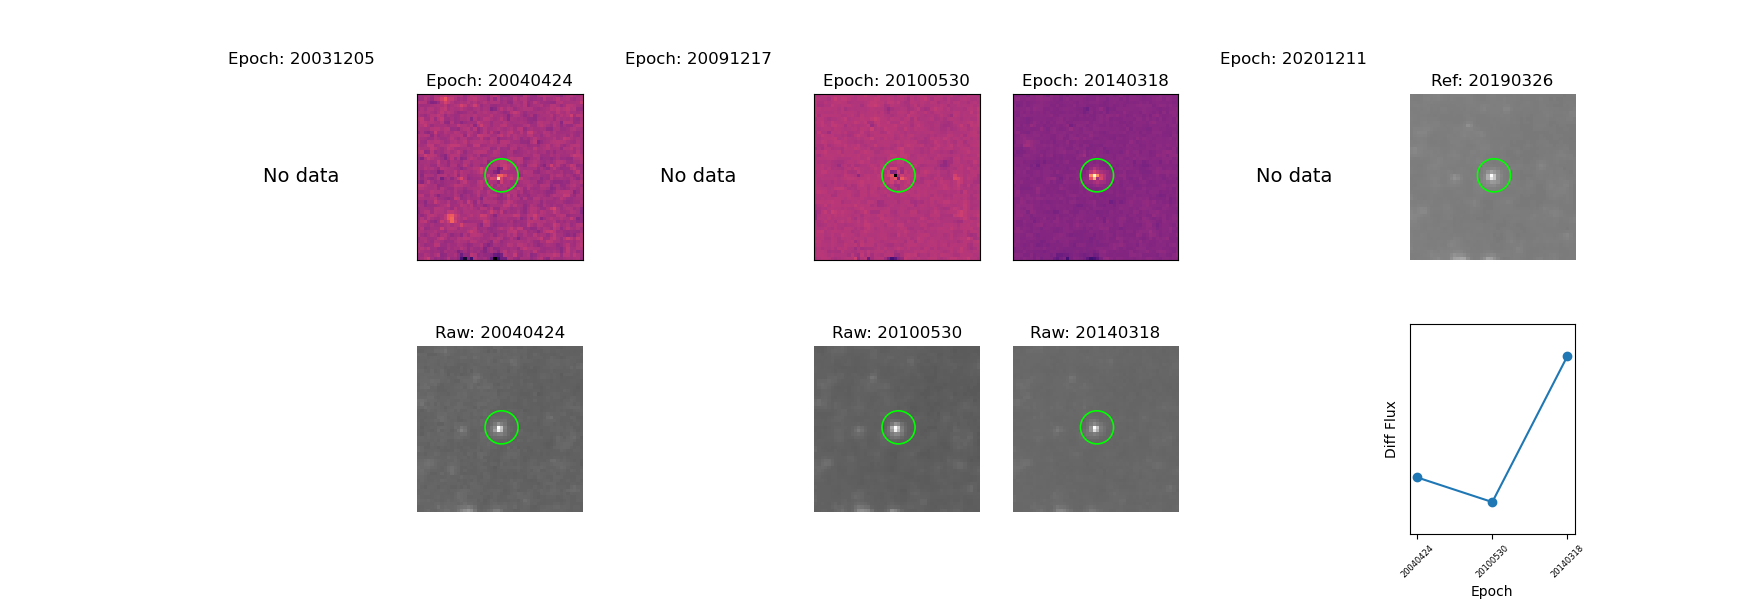 Epoch: 20031205
Epoch: 20040424
Epoch: 20091217
Epoch: 20100530
Epoch: 20140318
Epoch: 20201211
Ref: 20190326
No data
No data
No data
Raw: 20040424
Raw: 20100530
Raw: 20140318
Diff Flux
20040424
20100530
20140318
Epoch